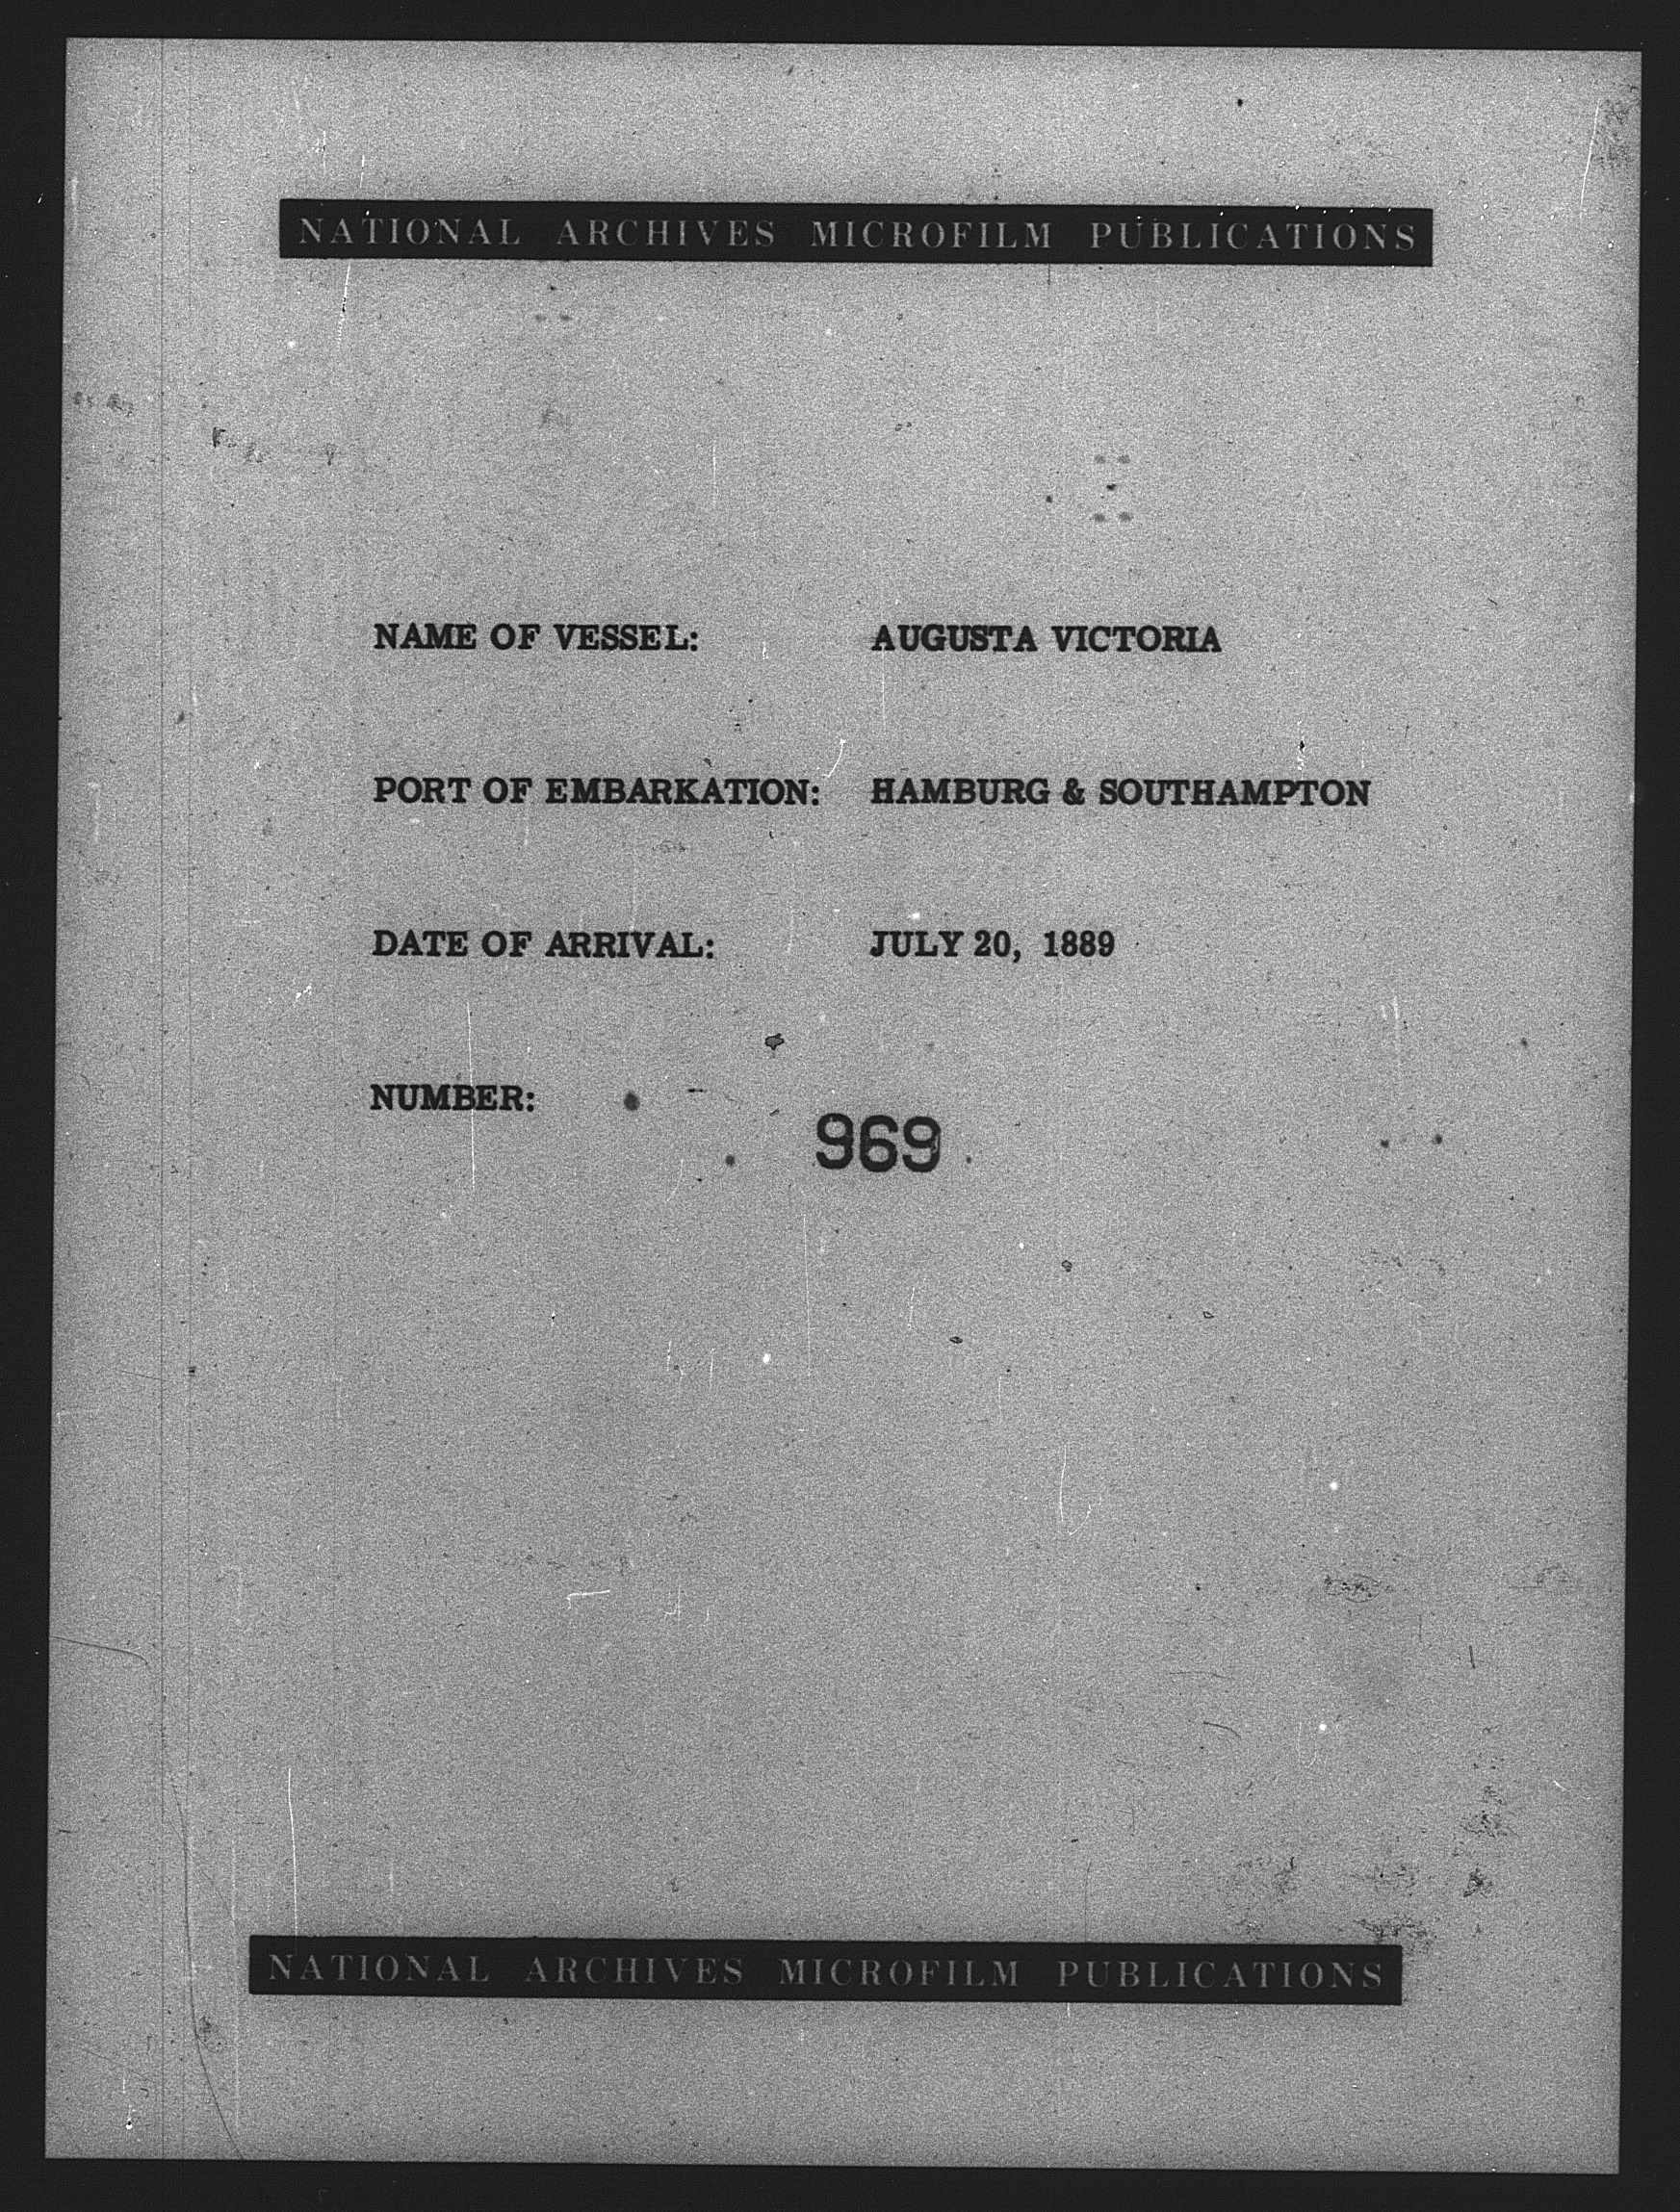 NATIONAL ARCHIVES MICROFILM PUBLICATIONS
NAME OF VESSEL: AUGUSTA VICTORIA
PORT OF EMBARKATION: HAMBURG & SOUTHAMPTON
DATE OF ARRIVAL: JULY 20, 1889
NUMBER: 969
NATIONAL ARCHIVES MICROFILM PUBLICATIONS